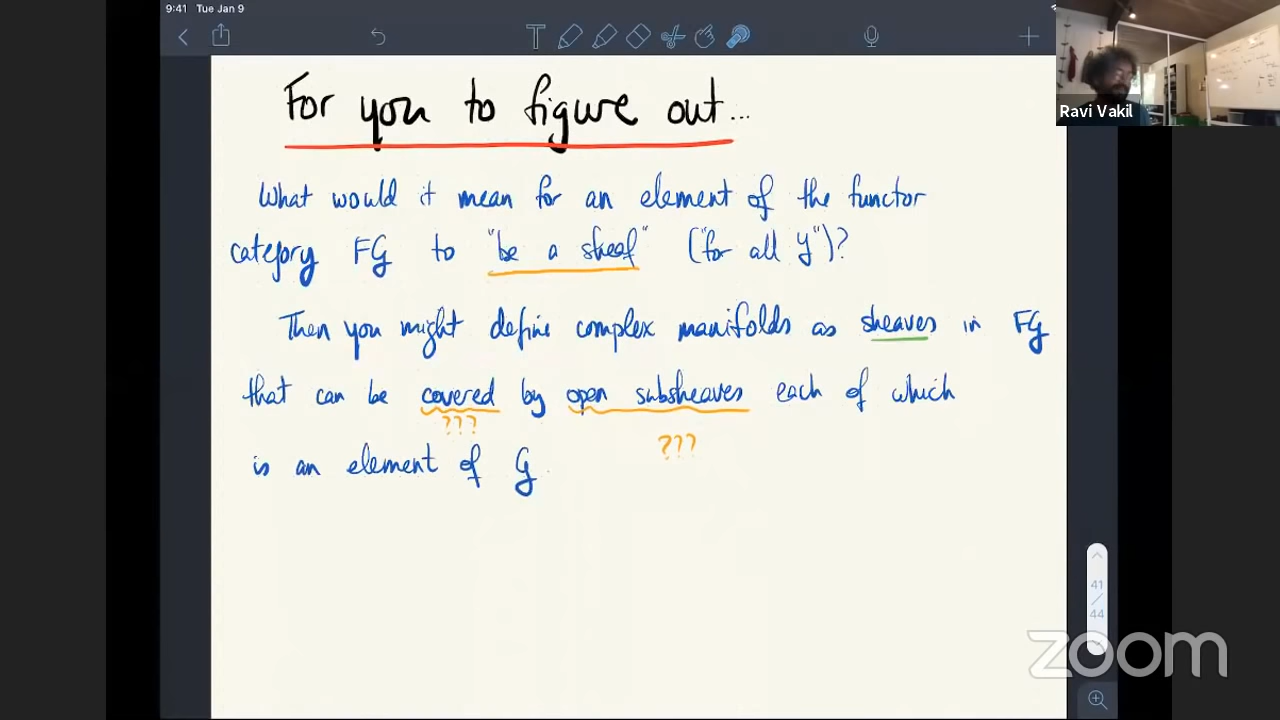 9:41 Tue Jan 9
Ravi Vakil
For you to figure out...
What would it mean for an element of the functor
category FG to "be a sheaf" ("for all Y")?
Then you might define complex manifolds as sheaves in FG
that can be covered by open subsheaves each of which
??? ???
is an element of G.
41
/
44
zoom